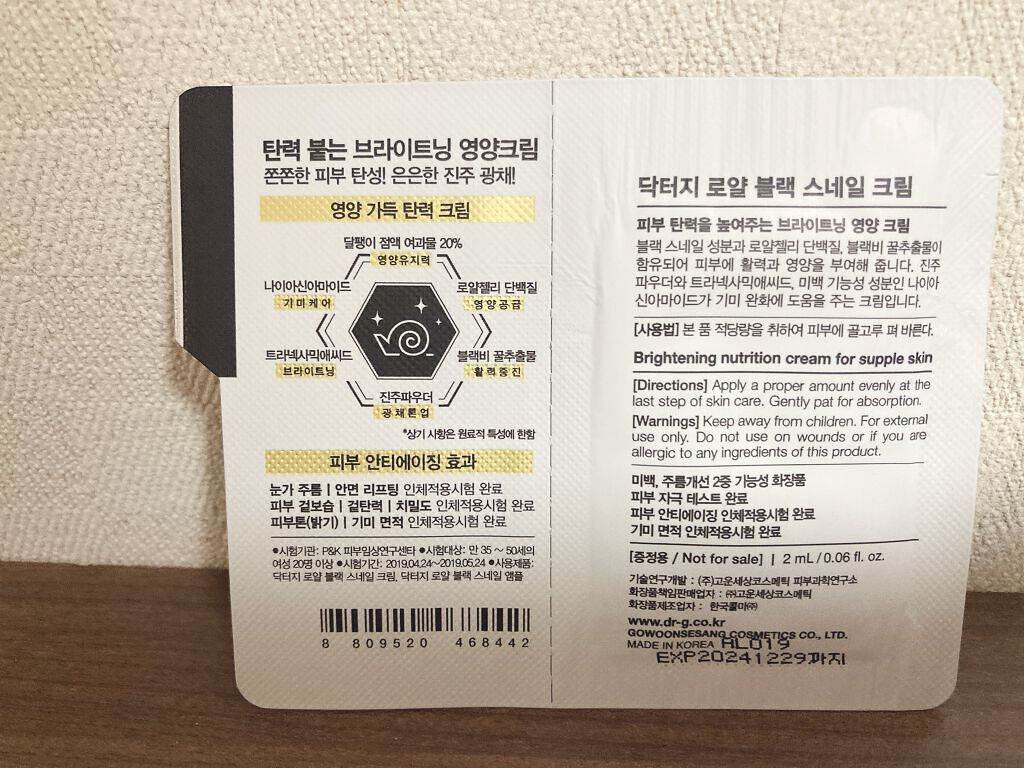 탄력 붙는 브라이트닝 영양크림
쫀쫀한 피부 탄성! 은은한 진주 광채!
영양 가득 탄력 크림
달팽이 점액 여과물 20%
영양유지력
나이아신아마이드
기미케어
로얄젤리 단백질
영양공급
트라넥사믹애씨드
브라이트닝
블랙비 꿀추출물
활력증진
진주파우더
광채톤업
*상기 사항은 원료적 특성에 한함
피부 안티에이징 효과
눈가 주름 | 안면 리프팅 인체적용시험 완료
피부 겉보습 | 겉탄력 | 치밀도 인체적용시험 완료
피부톤(밝기) | 기미 면적 인체적용시험 완료
●시험기관: P&K 피부임상연구센타 ●시험대상: 만 35 ~ 50세의
여성 20명 이상 ●시험기간: 2019.04.24~2019.05.24 ●사용제품:
닥터지 로얄 블랙 스네일 크림, 닥터지 로얄 블랙 스네일 앰플
8 809520 468442
닥터지 로얄 블랙 스네일 크림
피부 탄력을 높여주는 브라이트닝 영양 크림
블랙 스네일 성분과 로얄젤리 단백질, 블랙비 꿀추출물이
함유되어 피부에 활력과 영양을 부여해 줍니다. 진주
파우더와 트라넥사믹애씨드, 미백 기능성 성분인 나이아
신아마이드가 기미 완화에 도움을 주는 크림입니다.
[사용법] 본 품 적당량을 취하여 피부에 골고루 펴 바른다.
Brightening nutrition cream for supple skin
[Directions] Apply a proper amount evenly at the
last step of skin care. Gently pat for absorption.
[Warnings] Keep away from children. For external
use only. Do not use on wounds or if you are
allergic to any ingredients of this product.
미백, 주름개선 2중 기능성 화장품
피부 자극 테스트 완료
피부 안티에이징 인체적용시험 완료
기미 면적 인체적용시험 완료
[증정용 / Not for sale] | 2 mL / 0.06 fl. oz.
기술연구개발 : (주)고운세상코스메틱 피부과학연구소
화장품책임판매업자 : ㈜고운세상코스메틱
화장품제조업자 : 한국콜마㈜
www.dr-g.co.kr
GOWOONSESANG COSMETICS CO., LTD.
MADE IN KOREA HL019
EXP20241229까지